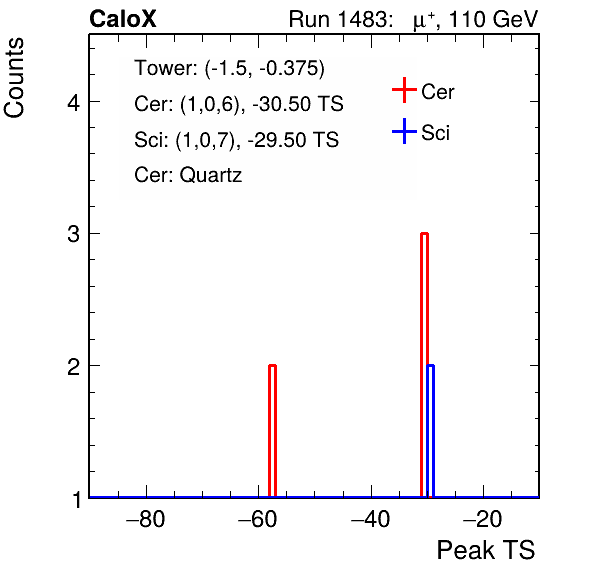 CaloX Run 1483: μ⁺, 110 GeV
Counts
Tower: (-1.5, -0.375)
Cer: (1,0,6), -30.50 TS
Sci: (1,0,7), -29.50 TS
Cer: Quartz
Cer
Sci
4
3
2
1
−80 −60 −40 −20
Peak TS